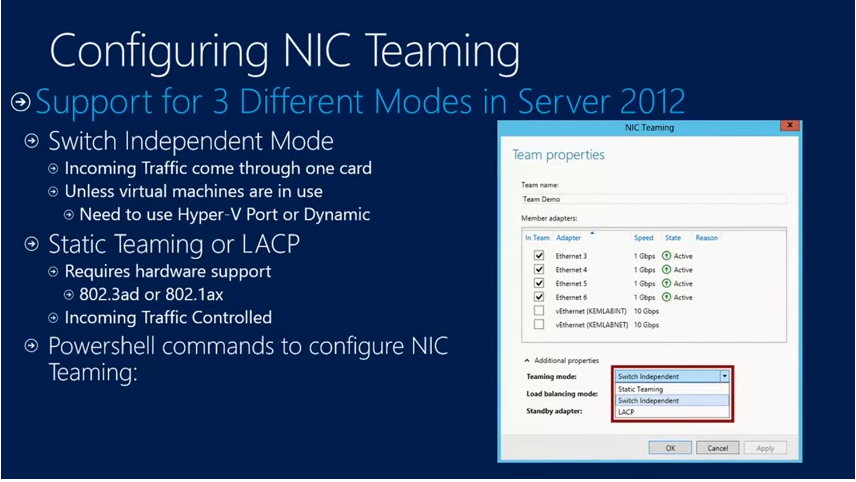 Configuring NIC Teaming
Support for 3 Different Modes in Server 2012
Switch Independent Mode
Incoming Traffic come through one card
Unless virtual machines are in use
Need to use Hyper-V Port or Dynamic
Static Teaming or LACP
Requires hardware support
802.3ad or 802.1ax
Incoming Traffic Controlled
Powershell commands to configure NIC
Teaming:
NIC Teaming
x
Team properties
Team name:
Team Demo
Member adapters:
In Team Adapter Speed State Reason
Ethernet 3 1 Gbps Active
Ethernet 4 1 Gbps Active
Ethernet 5 1 Gbps Active
Ethernet 6 1 Gbps Active
vEthernet (KEMLABINT) 10 Gbps
vEthernet (KEMLABNET) 10 Gbps
Additional properties
Teaming mode: Switch Independent
Static Teaming
Load balancing mode: Switch Independent
Standby adapter: LACP
OK Cancel Apply